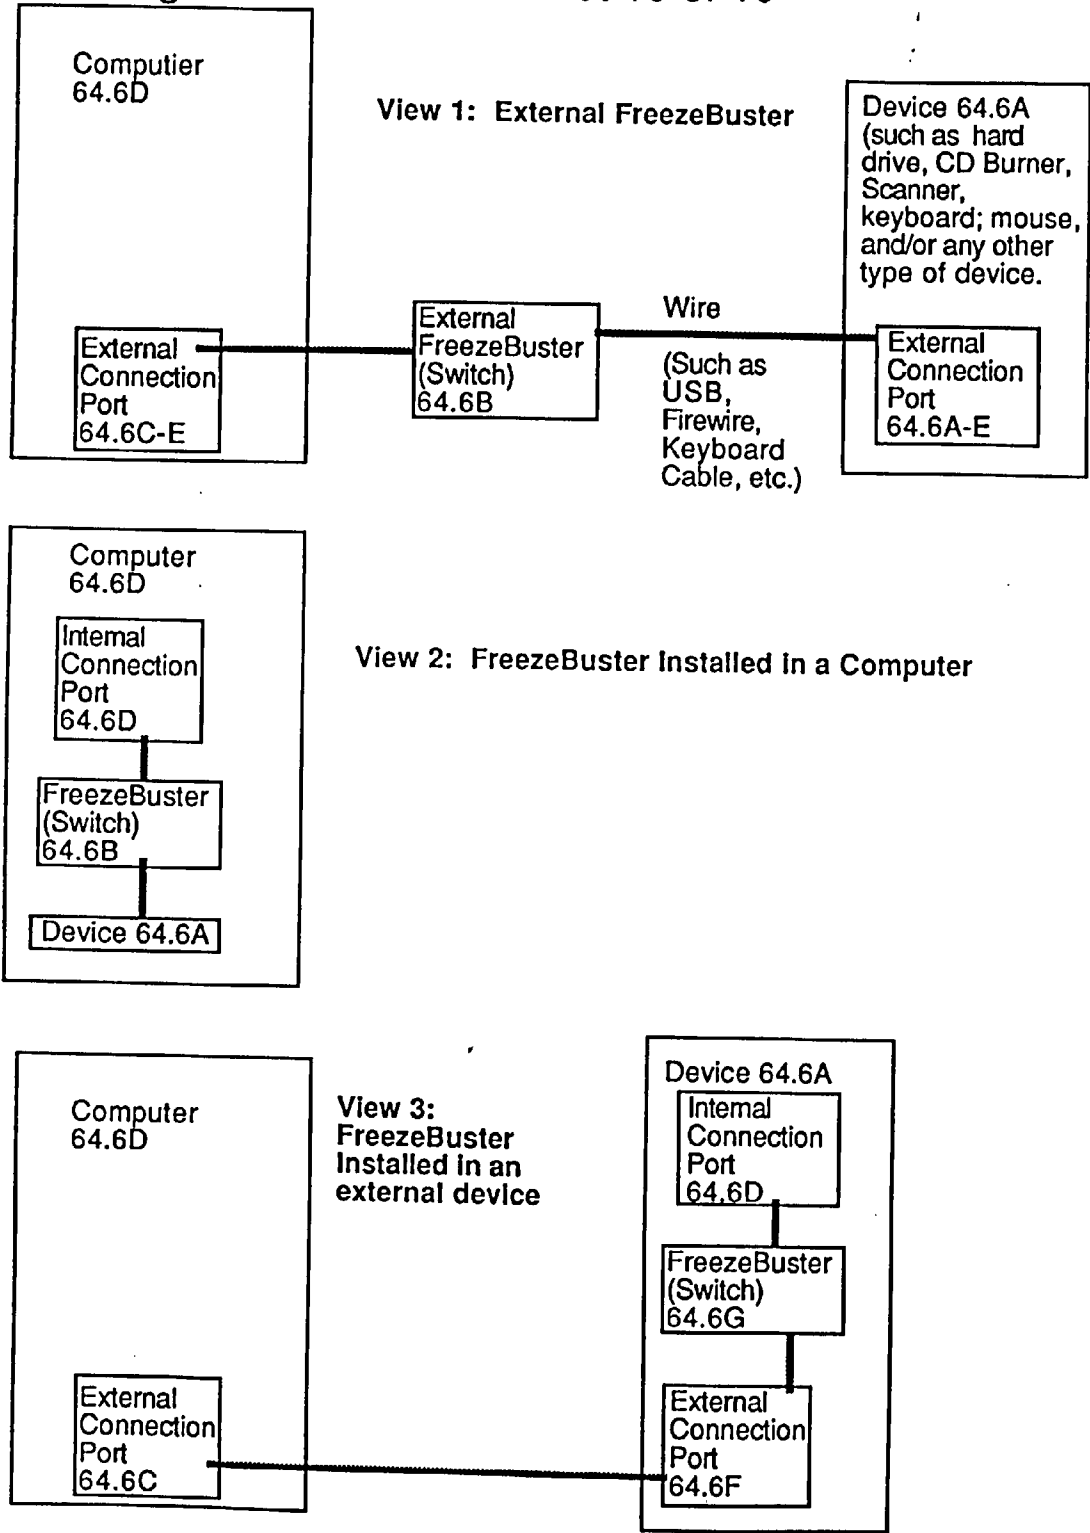 Computier
64.6D
View 1: External FreezeBuster
Device 64.6A
(such as hard
drive, CD Burner,
Scanner,
keyboard; mouse,
and/or any other
type of device.
External
Connection
Port
64.6C-E
External
FreezeBuster
(Switch)
64.6B
Wire
(Such as
USB,
Firewire,
Keyboard
Cable, etc.)
External
Connection
Port
64.6A-E
Computer
64.6D
Internal
Connection
Port
64.6D
FreezeBuster
(Switch)
64.6B
Device 64.6A
View 2: FreezeBuster Installed in a Computer
Computer
64.6D
View 3:
FreezeBuster
Installed in an
external device
Device 64.6A
Internal
Connection
Port
64.6D
FreezeBuster
(Switch)
64.6G
External
Connection
Port
64.6C
External
Connection
Port
64.6F